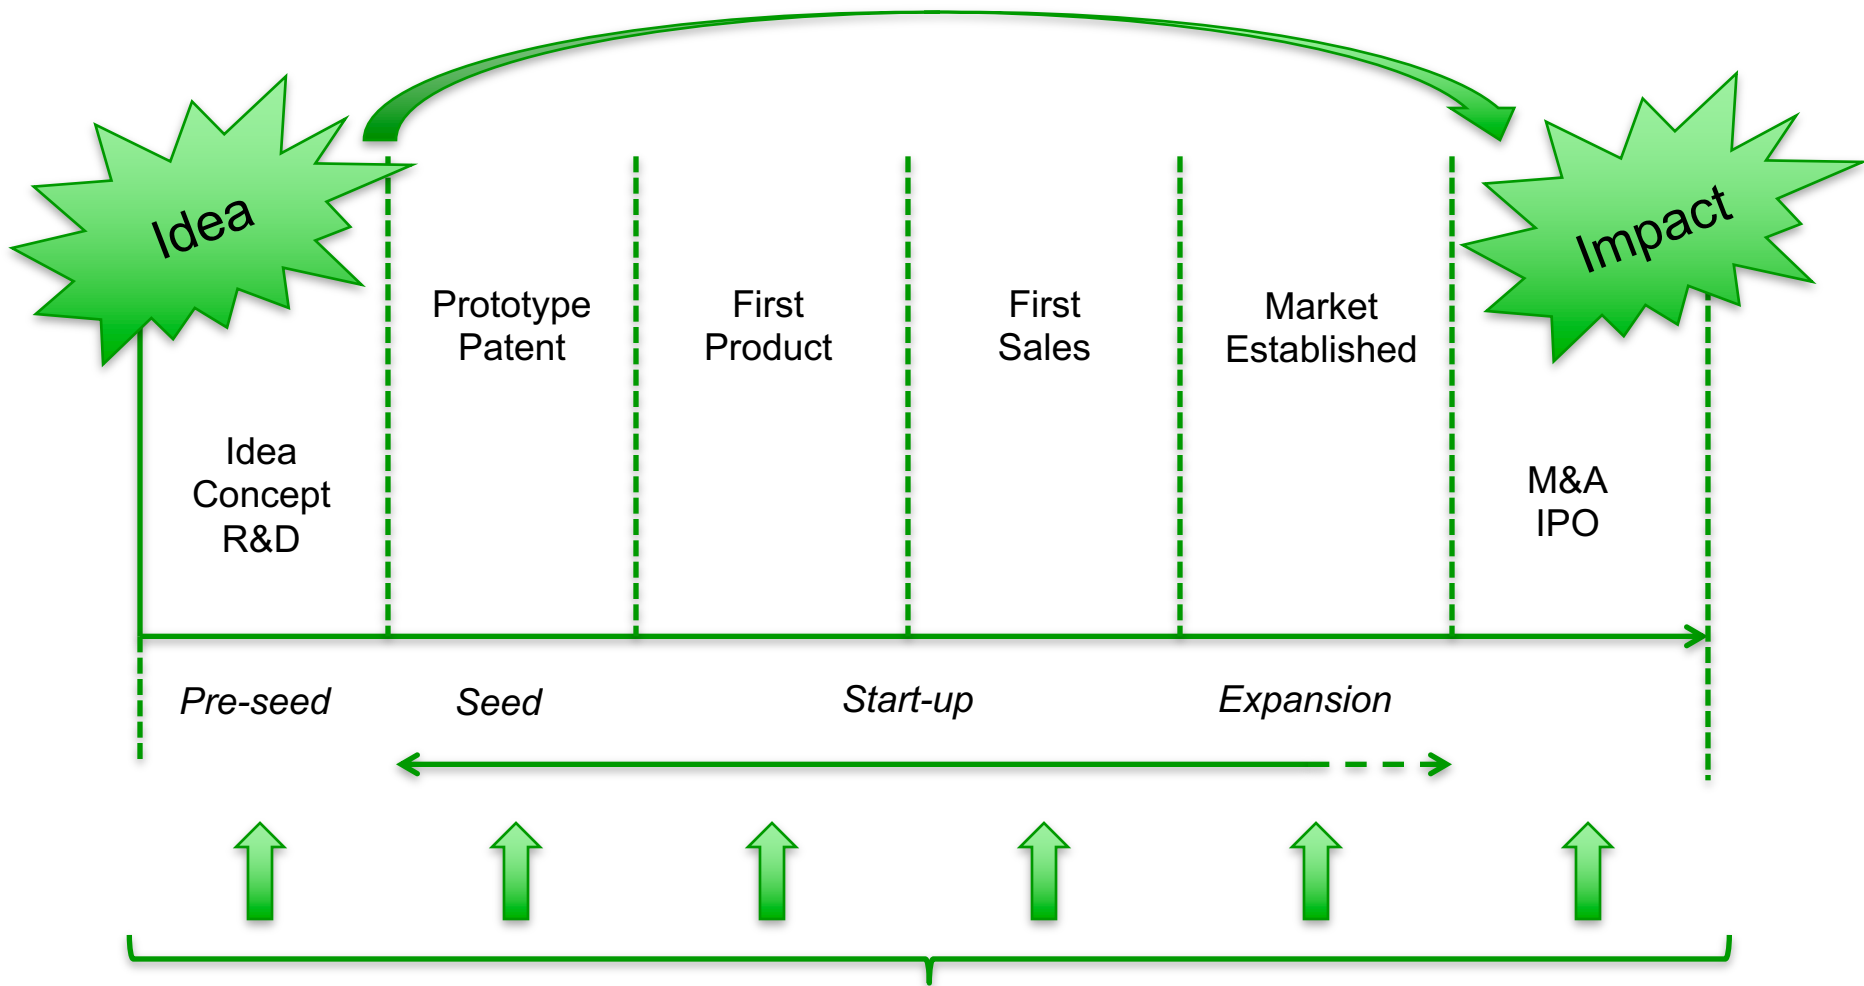 Idea
Impact
Prototype
Patent
First
Product
First
Sales
Market
Established
Idea
Concept
R&D
M&A
IPO
Pre-seed
Seed
Start-up
Expansion